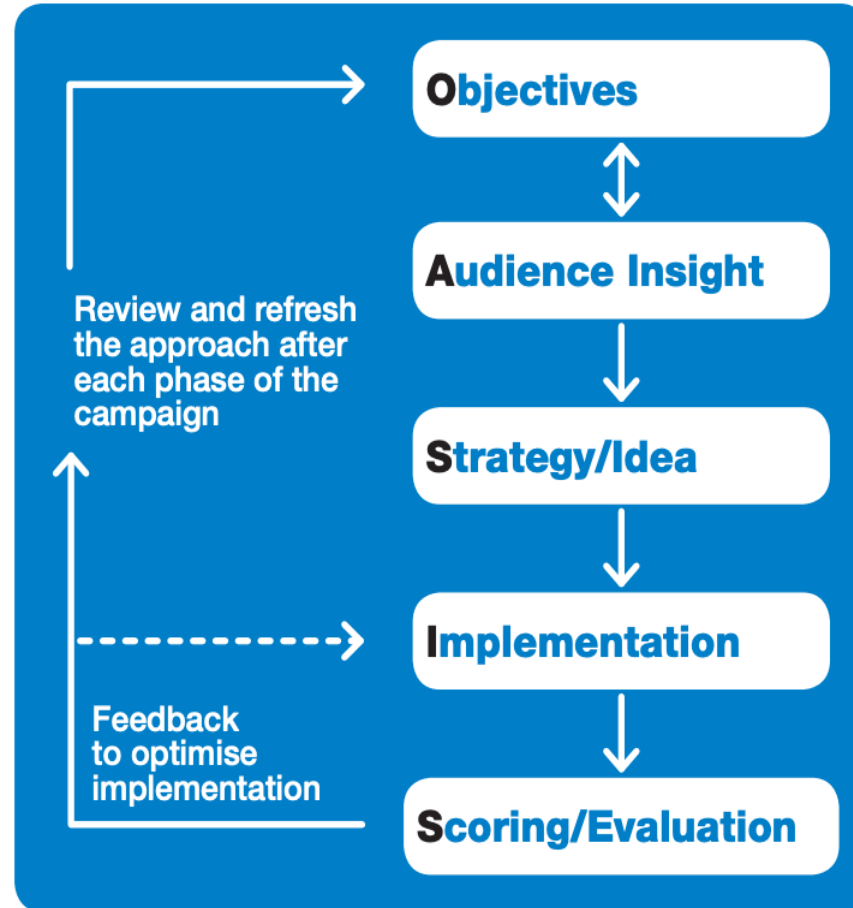 Objectives
Audience Insight
Review and refresh
the approach after
each phase of the
campaign
Strategy/Idea
Implementation
Feedback
to optimise
implementation
Scoring/Evaluation